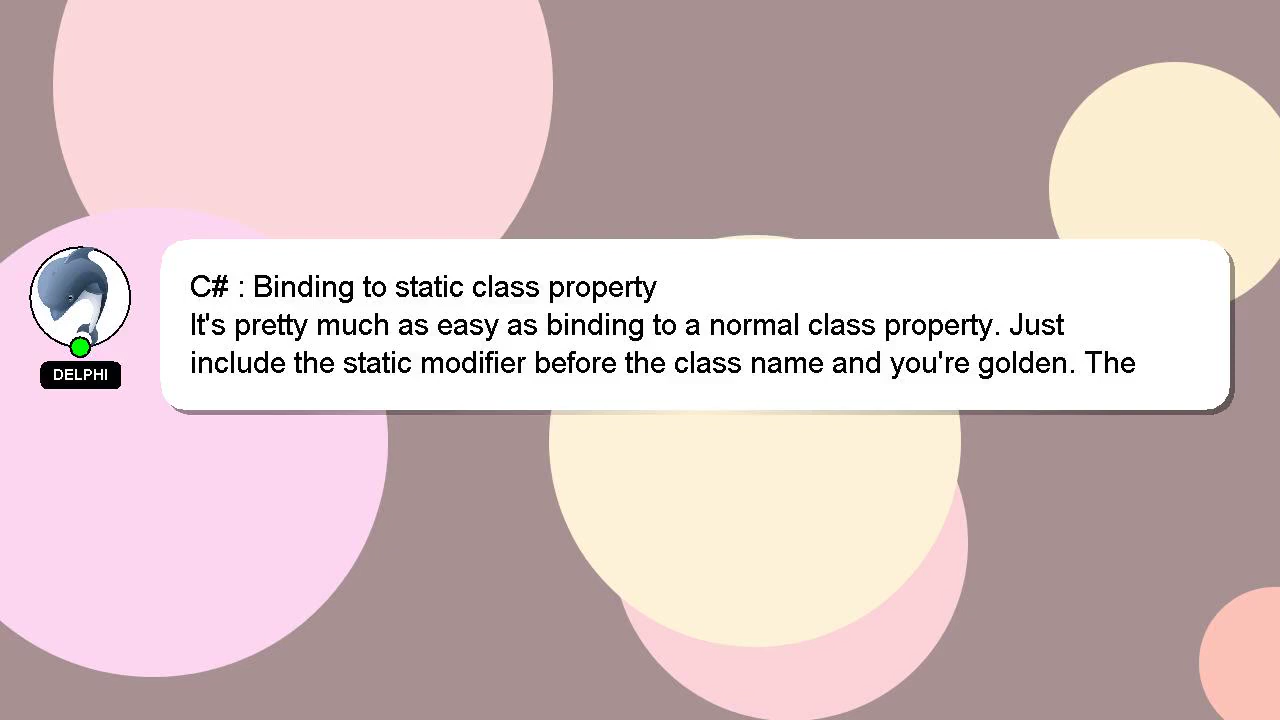 C# : Binding to static class property
It's pretty much as easy as binding to a normal class property. Just
include the static modifier before the class name and you're golden. The
DELPHI